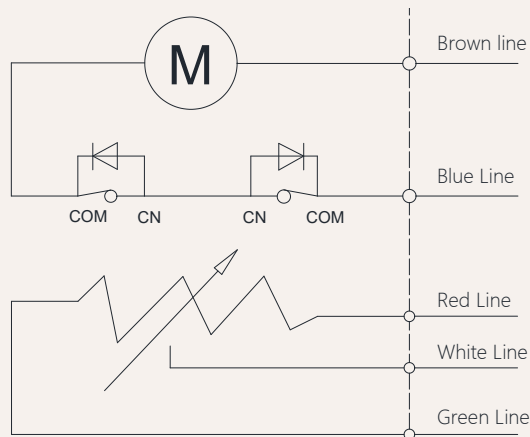 Brown line
M
Blue Line
COM CN CN COM
Red Line
White Line
Green Line